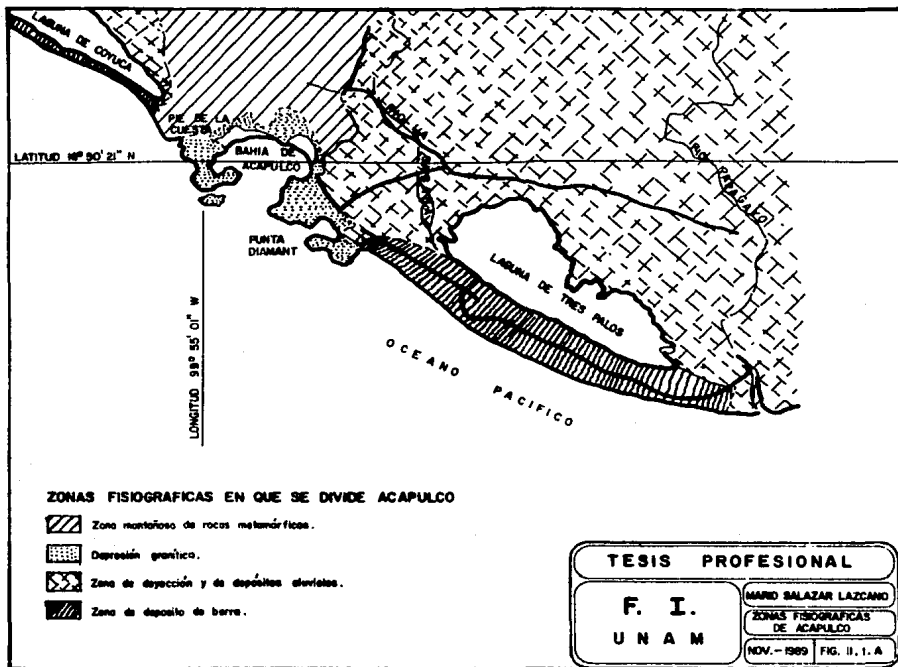 LAGUNA DE COYUCA
PIE DE LA
CUESTA
BAHIA DE
ACAPULCO
LATITUD 16° 50' 21" N
RIO
RIO PAPAGAYO
PUNTA
DIAMANT
LAGUNA DE TRES PALOS
LONGITUD 99° 55' 01" W
OCEANO PACIFICO
ZONAS FISIOGRAFICAS EN QUE SE DIVIDE ACAPULCO
Zona montañosa de rocas metamórficas.
Depresión granítica.
Zona de deyección y de depósitos aluviales.
Zona de deposito de barra.
TESIS PROFESIONAL
F. I.
UNAM
MARIO SALAZAR LAZCANO
ZONAS FISIOGRAFICAS
DE ACAPULCO
NOV.-1989
FIG. II.1.A